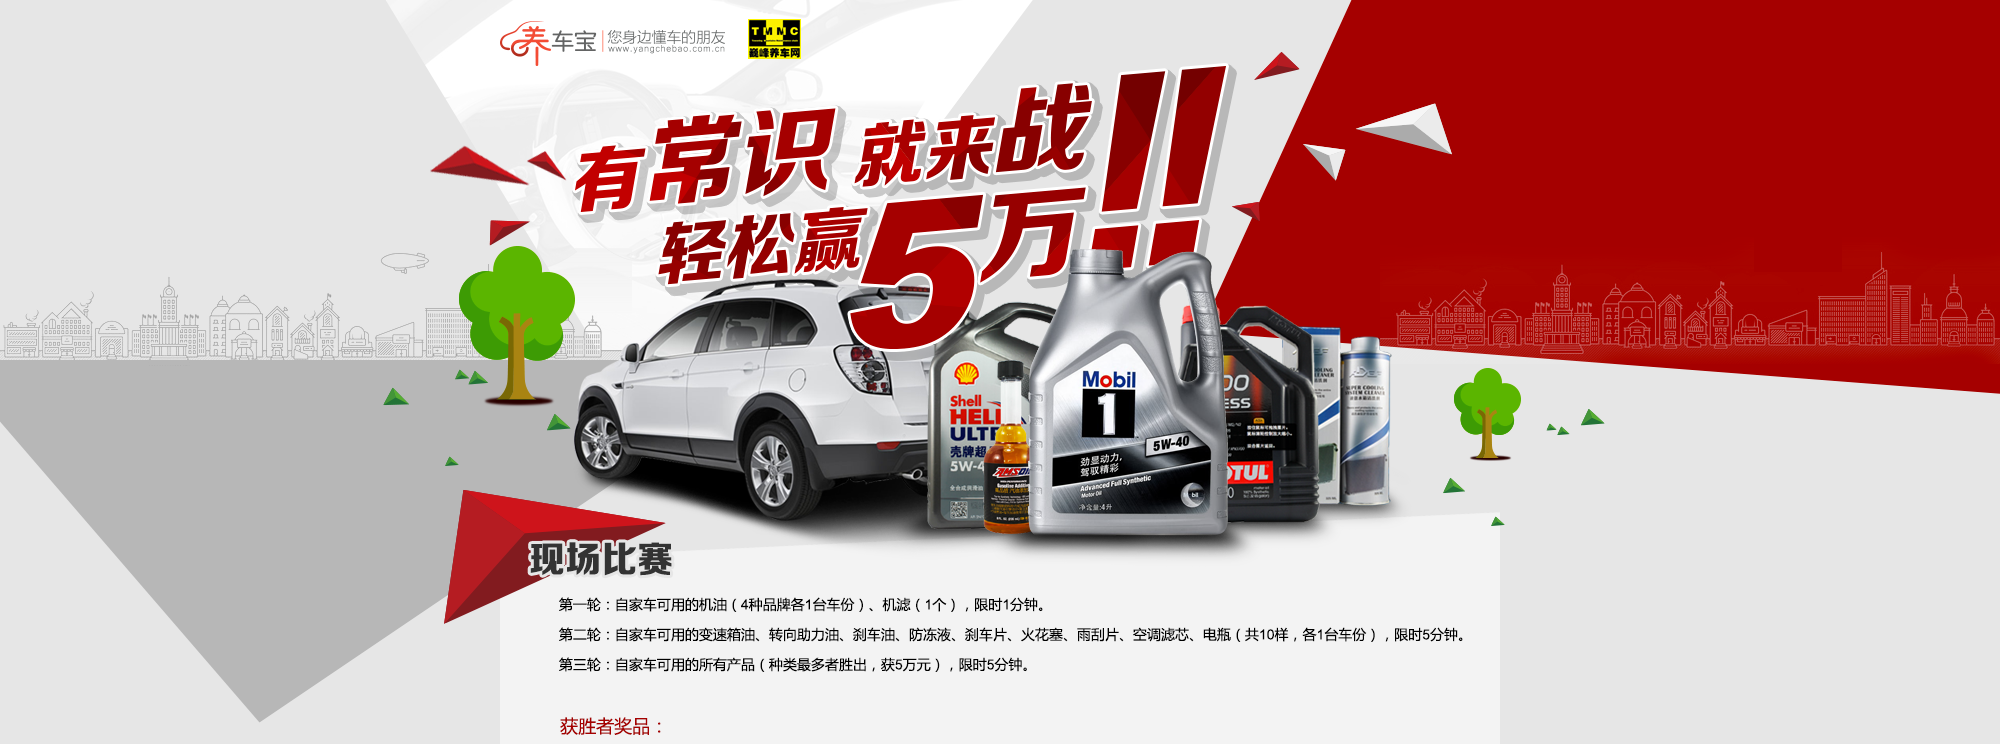 养车宝
您身边懂车的朋友
www.yangchebao.com.cn
TMMC
巅峰养车网
有常识 就来战!!
轻松赢5万
Shell
HELI
ULT
壳牌超
5W-4
AMSOIL
Mobil
1
5W-40
劲显动力,
驾驭精彩
Advanced Full Synthetic
Motor Oil
净含量:4升
bil
00
ESS
OTUL
现场比赛
第一轮：自家车可用的机油（4种品牌各1台车份）、机滤（1个），限时1分钟。
第二轮：自家车可用的变速箱油、转向助力油、刹车油、防冻液、刹车片、火花塞、雨刮片、空调滤芯、电瓶（共10样，各1台车份），限时5分钟。
第三轮：自家车可用的所有产品（种类最多者胜出，获5万元），限时5分钟。
获胜者奖品：